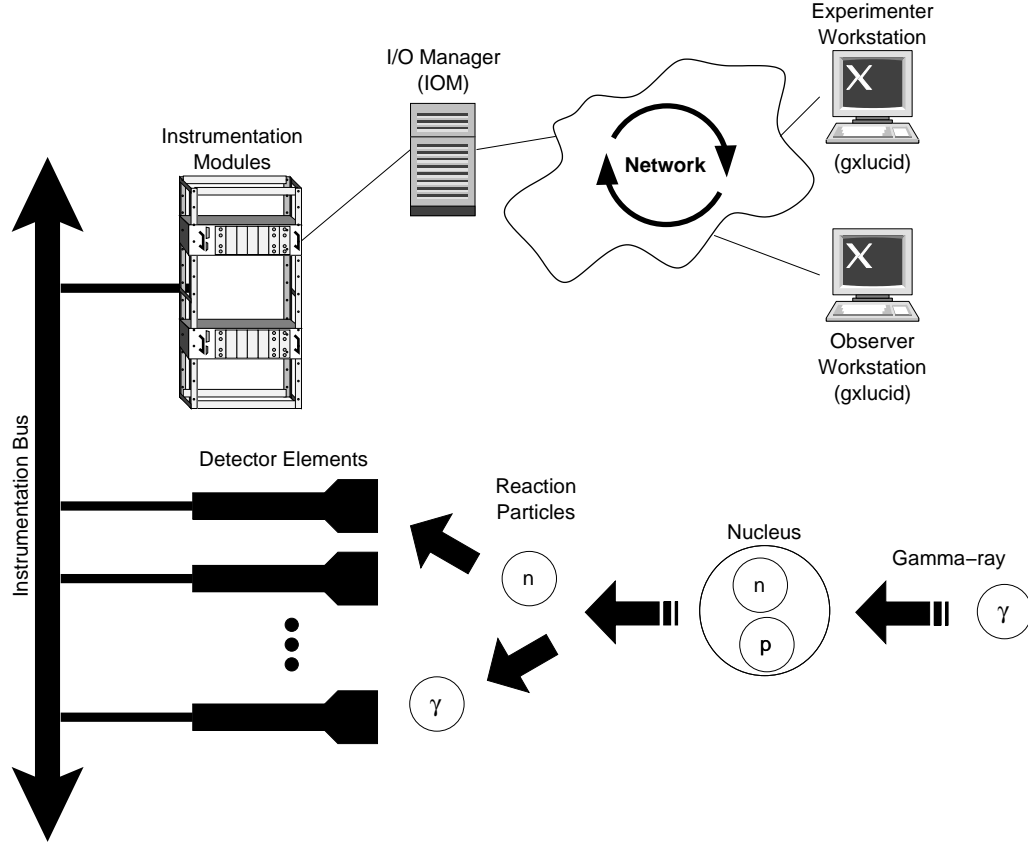 Experimenter
Workstation
X
(gxlucid)
I/O Manager
(IOM)
Instrumentation
Modules
Network
X
Observer
Workstation
(gxlucid)
Instrumentation Bus
Detector Elements
Reaction
Particles
n
γ
Nucleus
n
p
Gamma−ray
γ